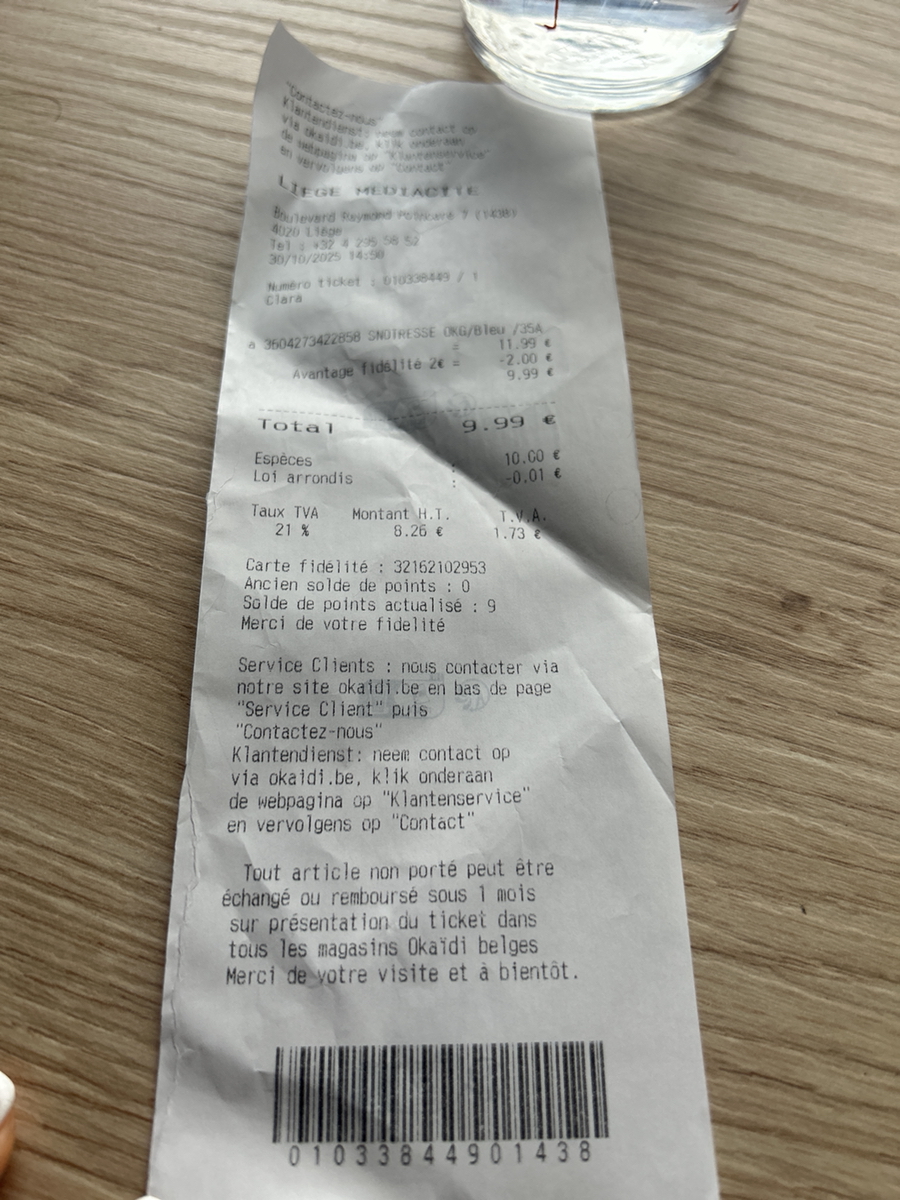 "Contactez-nous"
Klantendienst: neem contact op
via okaidi.be, klik onderaan
de webpagina op "Klantenservice"
en vervolgens op "Contact"
LIEGE MEDIACITE
Boulevard Raymond Poincaré 7 (1438)
4020 Liège
Tel : +32 4 295 58 52
30/10/2025 14:50
Numéro ticket : 010338449 / 1
Clara
a 3604273422858 SNOTRESSE OKG/Bleu /35A
= 11.99 €
Avantage fidélité 2€ = -2.00 €
9.99 €
Total 9.99 €
Espèces : 10.00 €
Loi arrondis : -0.01 €
Taux TVA Montant H.T. T.V.A.
21 % 8.26 € 1.73 €
Carte fidélité : 32162102953
Ancien solde de points : 0
Solde de points actualisé : 9
Merci de votre fidelité
Service Clients : nous contacter via
notre site okaidi.be en bas de page
"Service Client" puis
"Contactez-nous"
Klantendienst: neem contact op
via okaidi.be, klik onderaan
de webpagina op "Klantenservice"
en vervolgens op "Contact"
Tout article non porté peut être
échangé ou remboursé sous 1 mois
sur présentation du ticket dans
tous les magasins Okaïdi belges
Merci de votre visite et à bientôt.
01033844901438